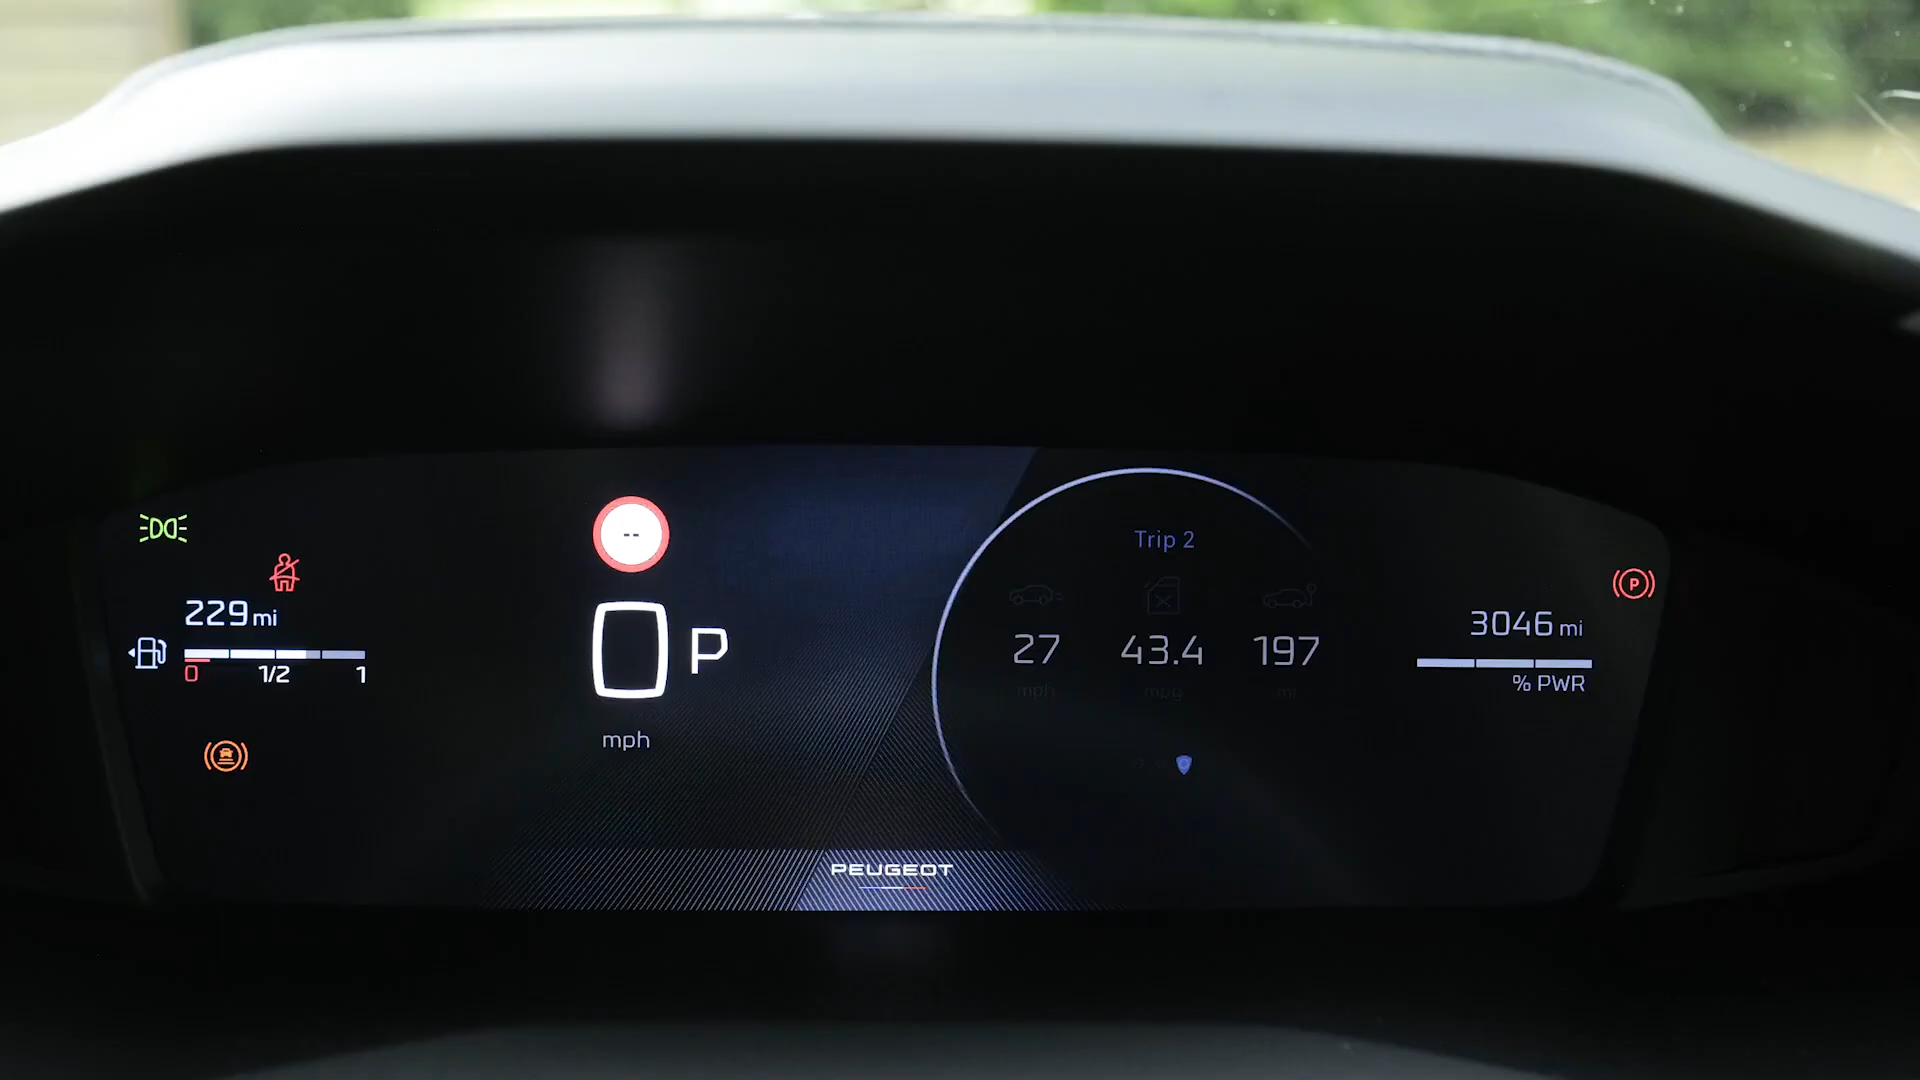 --
Trip 2
229 mi
0 1/2 1
0 P
mph
27 43.4 197
mph mpg mi
3046 mi
% PWR
P
PEUGEOT